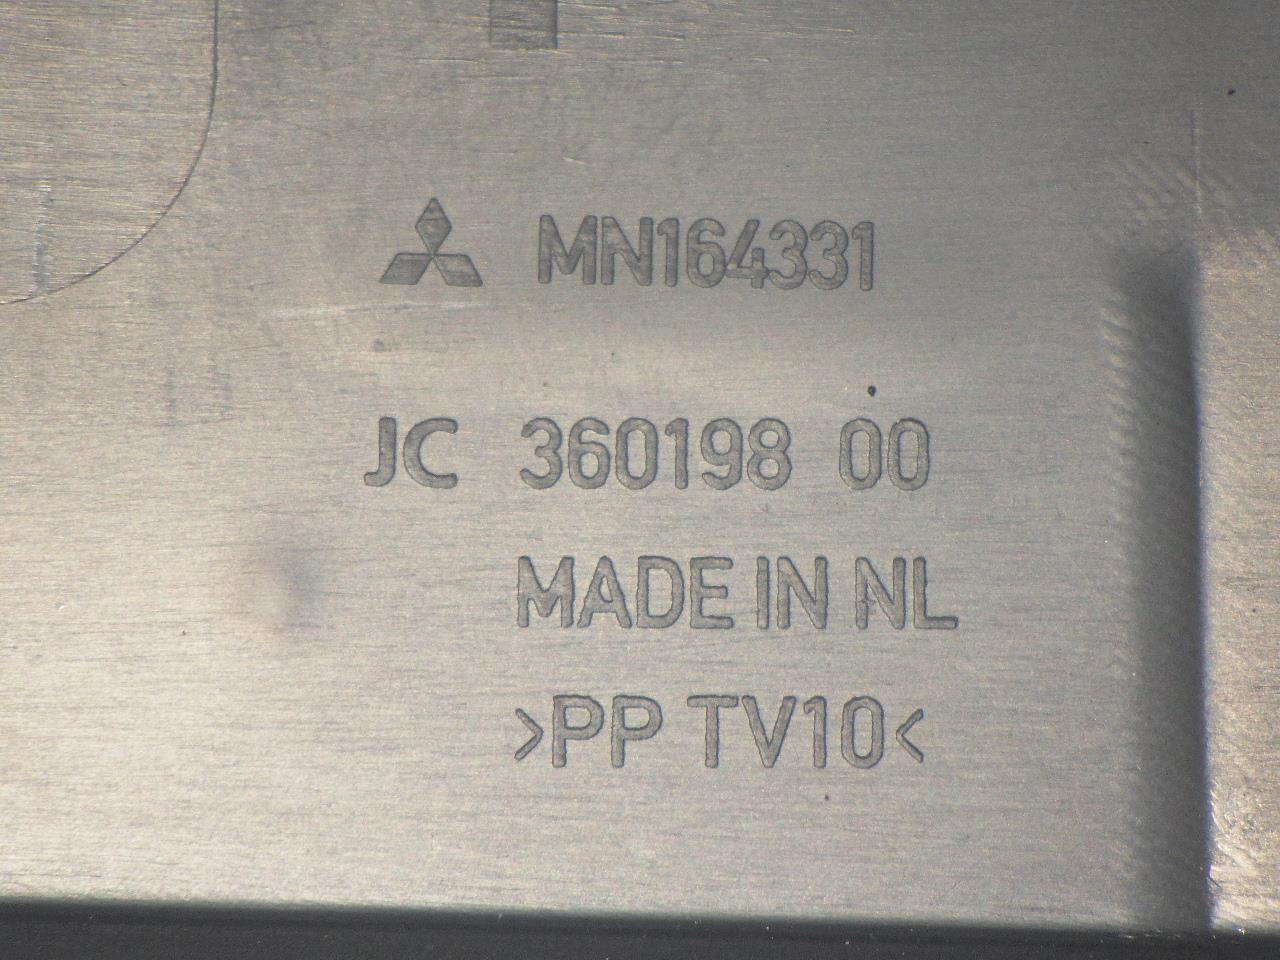 MN164331
JC 360198 00
MADE IN NL
>PP TV10<